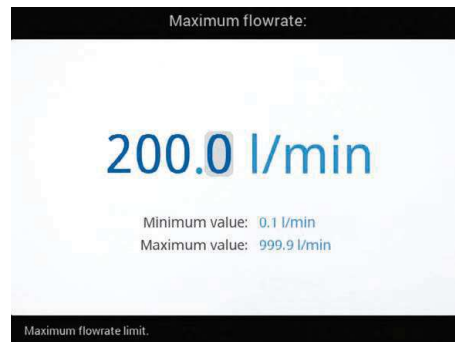 Maximum flowrate:
200.0 l/min
Minimum value: 0.1 l/min
Maximum value: 999.9 l/min
Maximum flowrate limit.